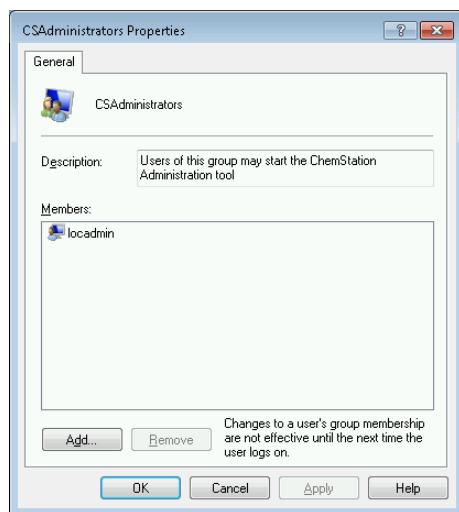 CSAdministrators Properties
General
CSAdministrators
Description:
Users of this group may start the ChemStation
Administration tool
Members:
locadmin
Add...
Remove
Changes to a user's group membership
are not effective until the next time the
user logs on.
OK
Cancel
Apply
Help